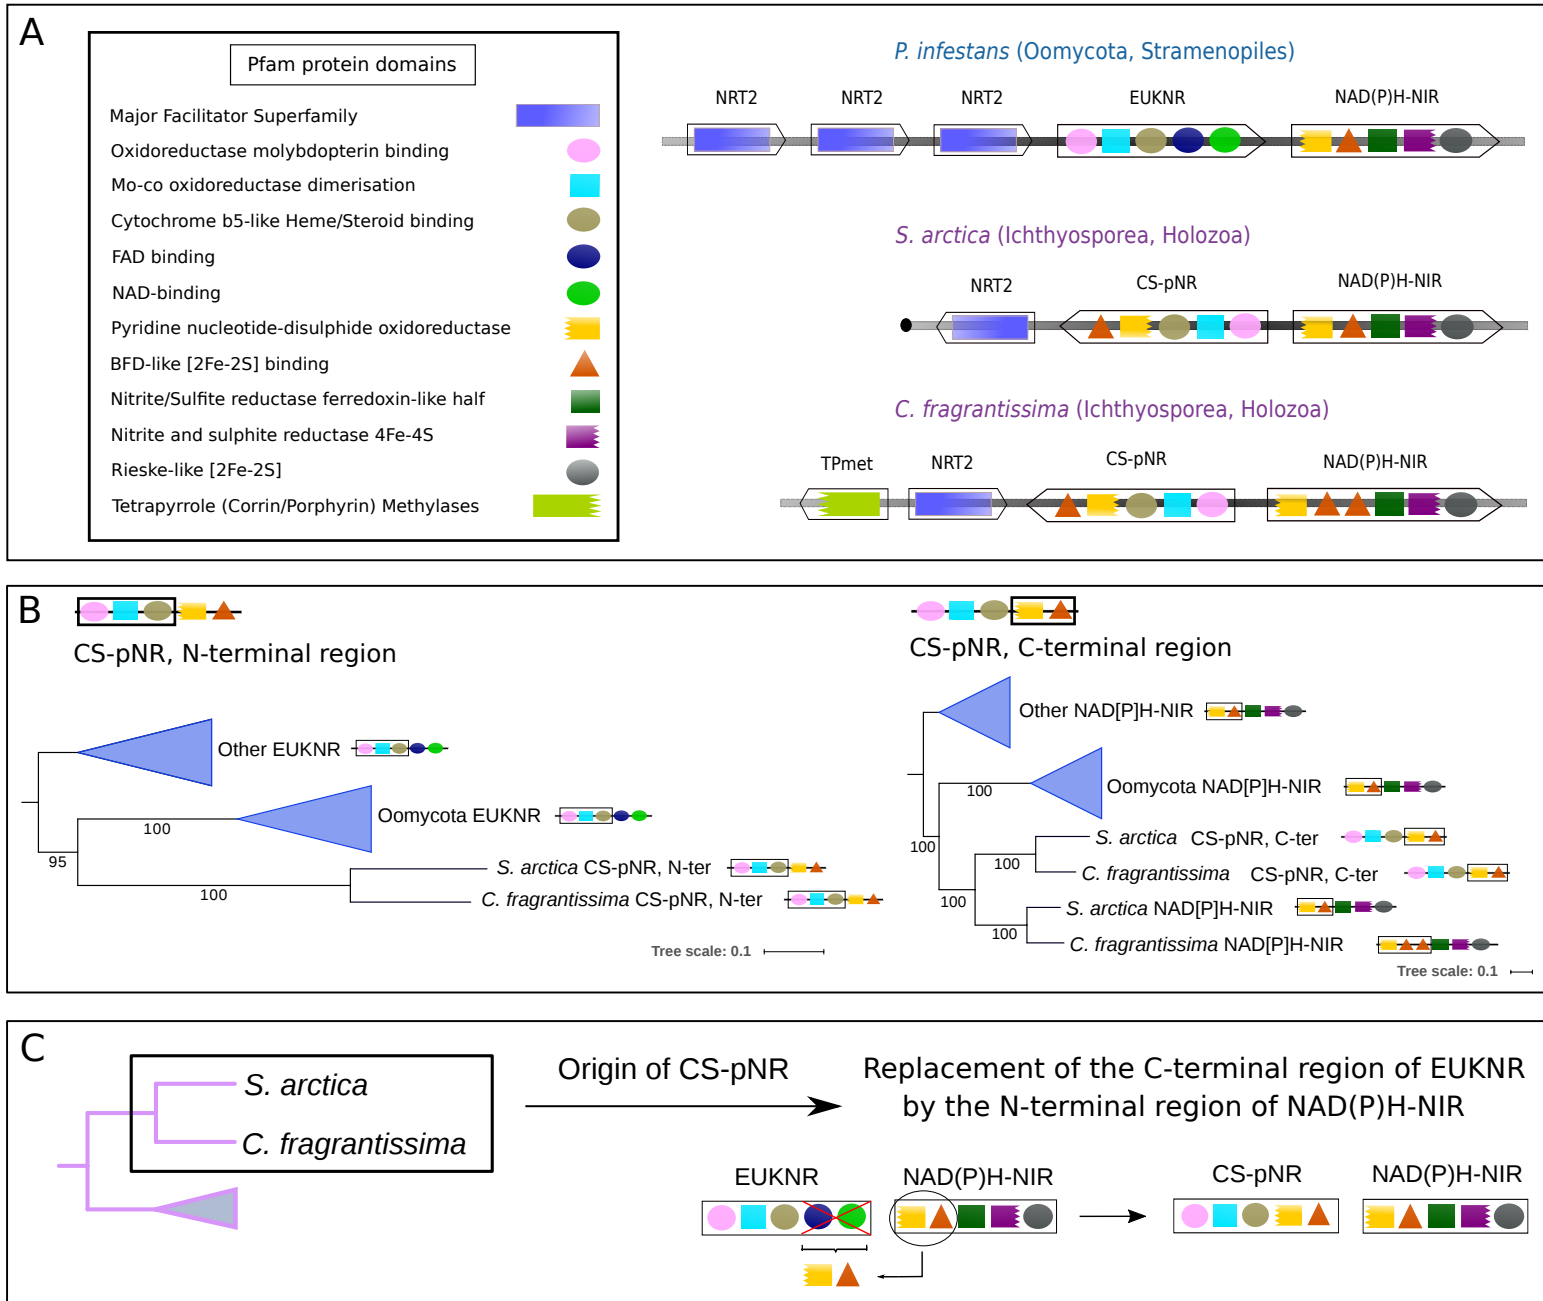 A
Pfam protein domains
Major Facilitator Superfamily
Oxidoreductase molybdopterin binding
Mo-co oxidoreductase dimerisation
Cytochrome b5-like Heme/Steroid binding
FAD binding
NAD-binding
Pyridine nucleotide-disulphide oxidoreductase
BFD-like [2Fe-2S] binding
Nitrite/Sulfite reductase ferredoxin-like half
Nitrite and sulphite reductase 4Fe-4S
Rieske-like [2Fe-2S]
Tetrapyrrole (Corrin/Porphyrin) Methylases
P. infestans (Oomycota, Stramenopiles)
NRT2 NRT2 NRT2 EUKNR NAD(P)H-NIR
S. arctica (Ichthyosporea, Holozoa)
NRT2 CS-pNR NAD(P)H-NIR
C. fragrantissima (Ichthyosporea, Holozoa)
TPmet NRT2 CS-pNR NAD(P)H-NIR
B
CS-pNR, N-terminal region
Other EUKNR
Oomycota EUKNR
100
95
S. arctica CS-pNR, N-ter
100
C. fragrantissima CS-pNR, N-ter
Tree scale: 0.1
CS-pNR, C-terminal region
Other NAD[P]H-NIR
Oomycota NAD[P]H-NIR
100
S. arctica CS-pNR, C-ter
100
100
C. fragrantissima CS-pNR, C-ter
100
S. arctica NAD[P]H-NIR
100
C. fragrantissima NAD[P]H-NIR
Tree scale: 0.1
C
S. arctica
C. fragrantissima
Origin of CS-pNR
Replacement of the C-terminal region of EUKNR
by the N-terminal region of NAD(P)H-NIR
EUKNR NAD(P)H-NIR CS-pNR NAD(P)H-NIR